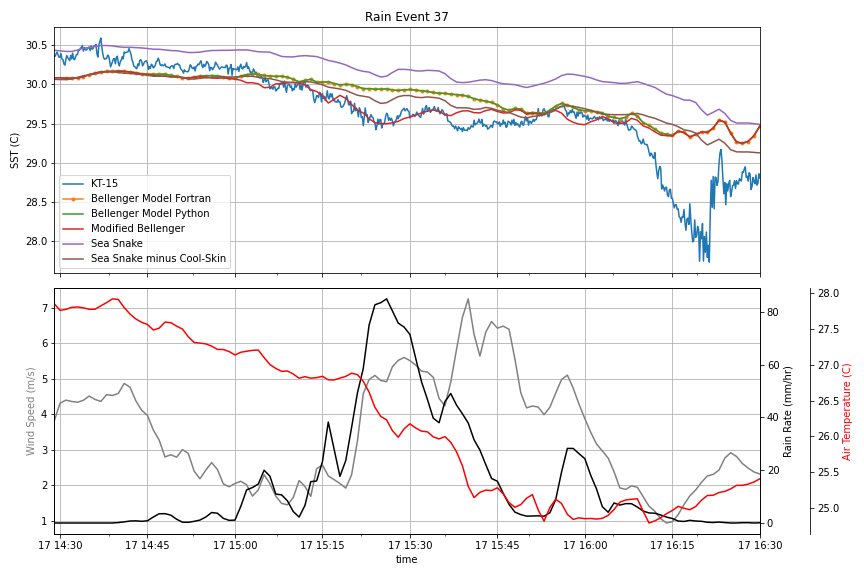 Rain Event 37
30.5
30.0
29.5
29.0
28.5
28.0
SST (C)
KT-15
Bellenger Model Fortran
Bellenger Model Python
Modified Bellenger
Sea Snake
Sea Snake minus Cool-Skin
7
6
5
4
3
2
1
Wind Speed (m/s)
80
60
40
20
0
Rain Rate (mm/hr)
28.0
27.5
27.0
26.5
26.0
25.5
25.0
Air Temperature (C)
17 14:30 17 14:45 17 15:00 17 15:15 17 15:30 17 15:45 17 16:00 17 16:15 17 16:30
time